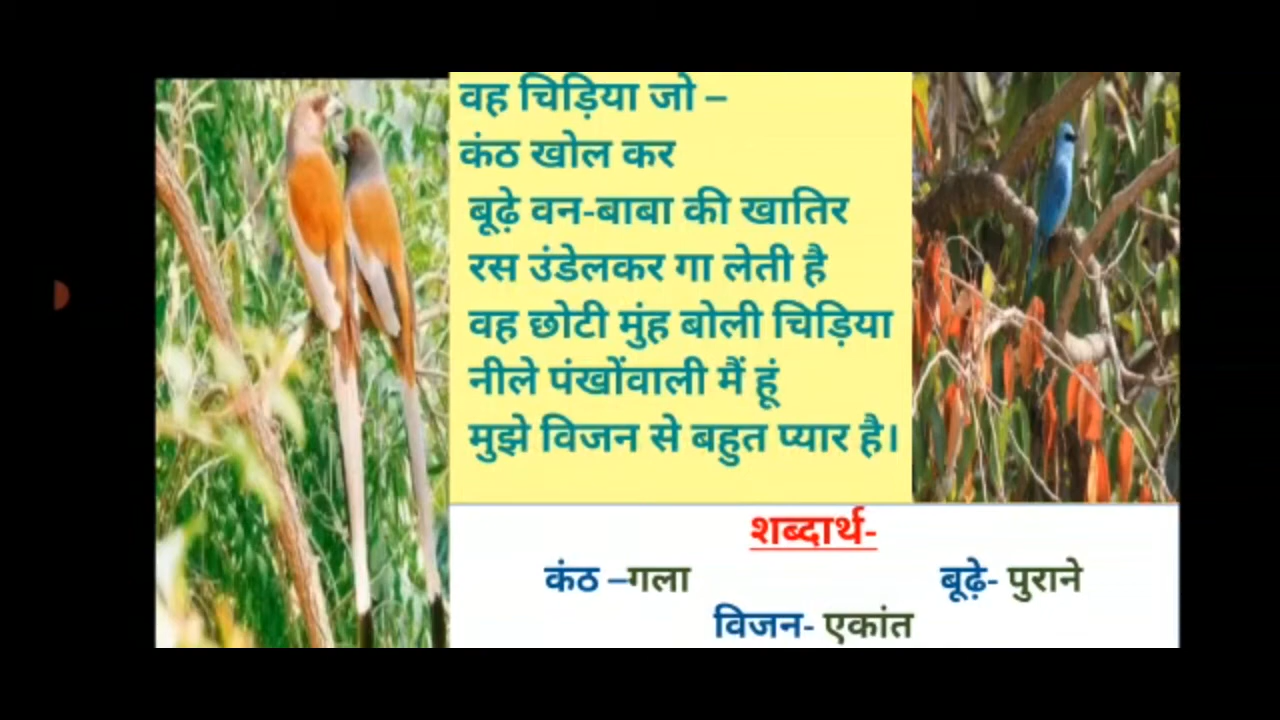 वह चिड़िया जो –
कंठ खोल कर
बूढ़े वन-बाबा की खातिर
रस उंडेलकर गा लेती है
वह छोटी मुंह बोली चिड़िया
नीले पंखोंवाली मैं हूं
मुझे विजन से बहुत प्यार है।
शब्दार्थ-
कंठ –गला बूढ़े- पुराने
विजन- एकांत